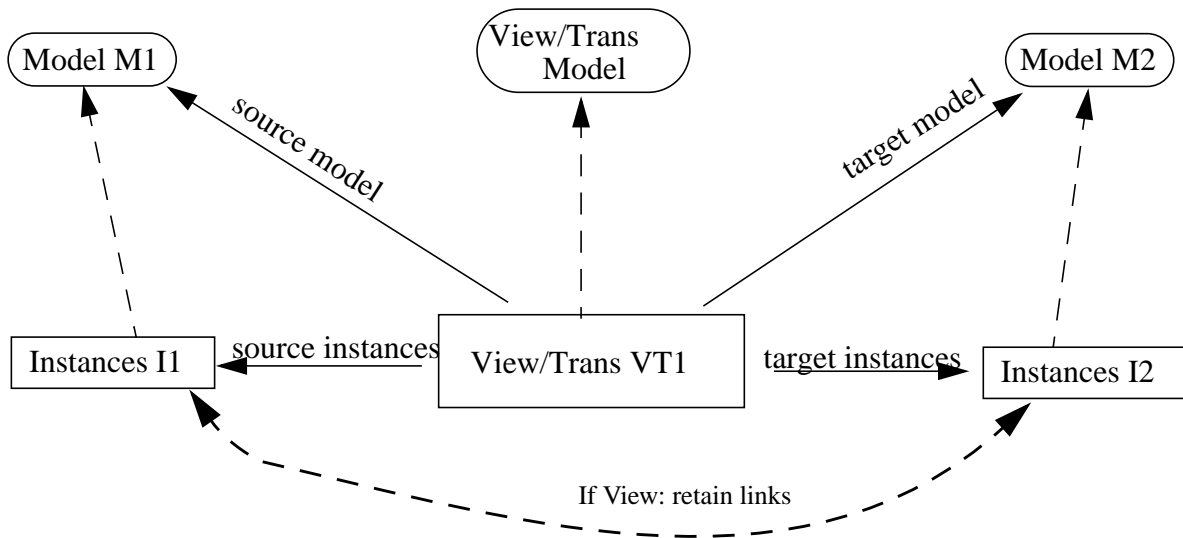 View/Trans
Model
Model M1
Model M2
source model
target model
source instances
target instances
Instances I1
View/Trans VT1
Instances I2
If View: retain links